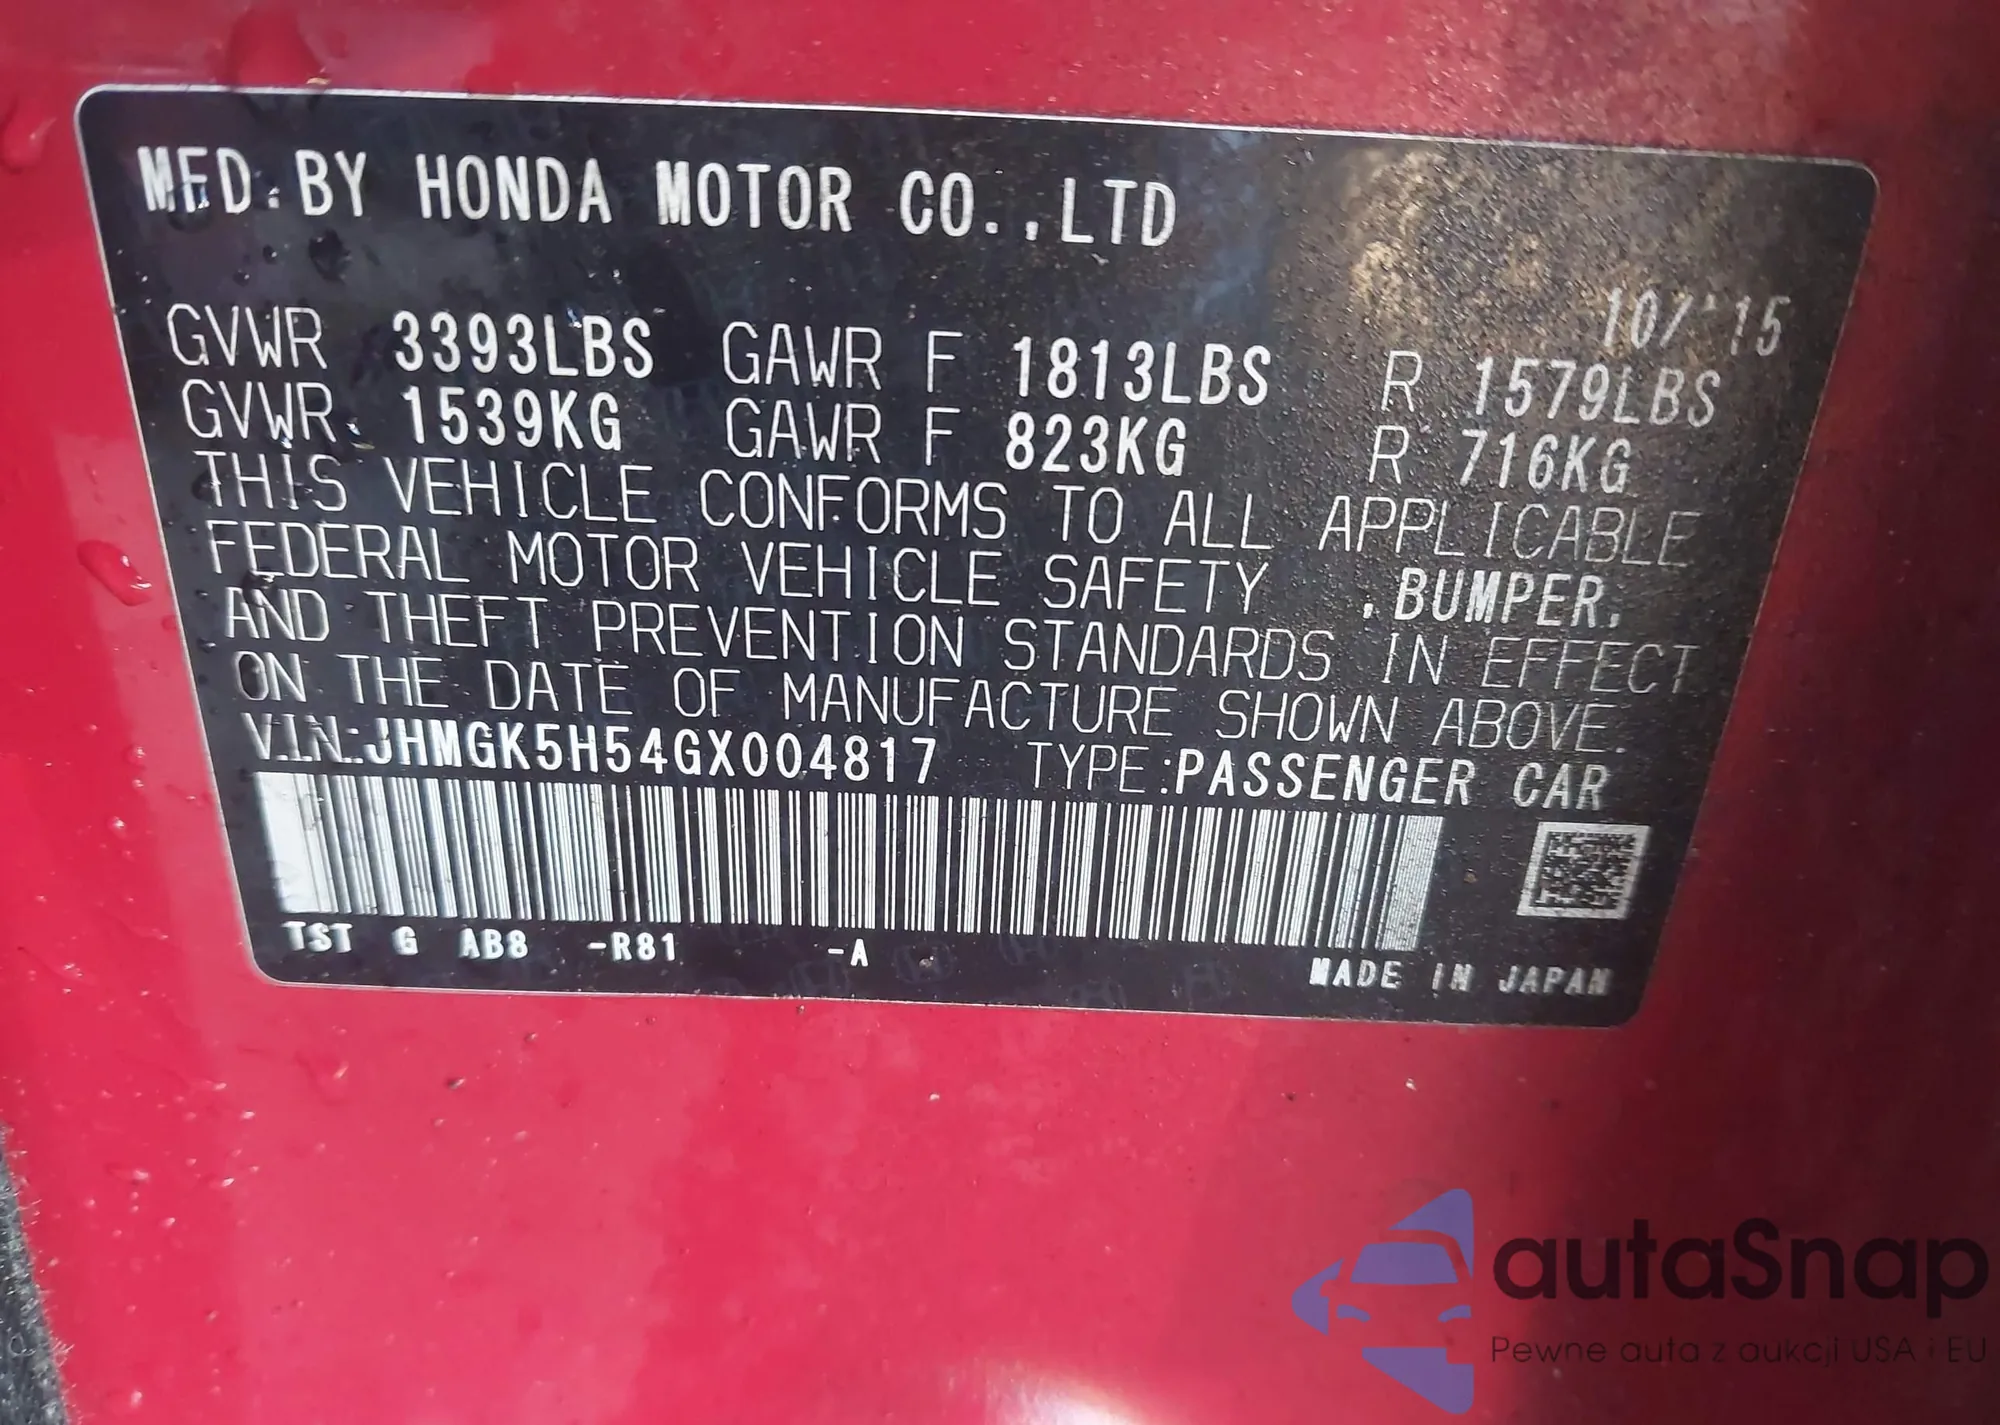 MFD. BY HONDA MOTOR CO.,LTD
10/'15
GVWR 3393LBS GAWR F 1813LBS R 1579LBS
GVWR 1539KG GAWR F 823KG R 716KG
THIS VEHICLE CONFORMS TO ALL APPLICABLE
FEDERAL MOTOR VEHICLE SAFETY ,BUMPER,
AND THEFT PREVENTION STANDARDS IN EFFECT
ON THE DATE OF MANUFACTURE SHOWN ABOVE.
VIN:JHMGK5H54GX004817 TYPE:PASSENGER CAR
TST G AB8 -R81 -A
MADE IN JAPAN
autaSnap
Pewne auta z aukcji USA i EU